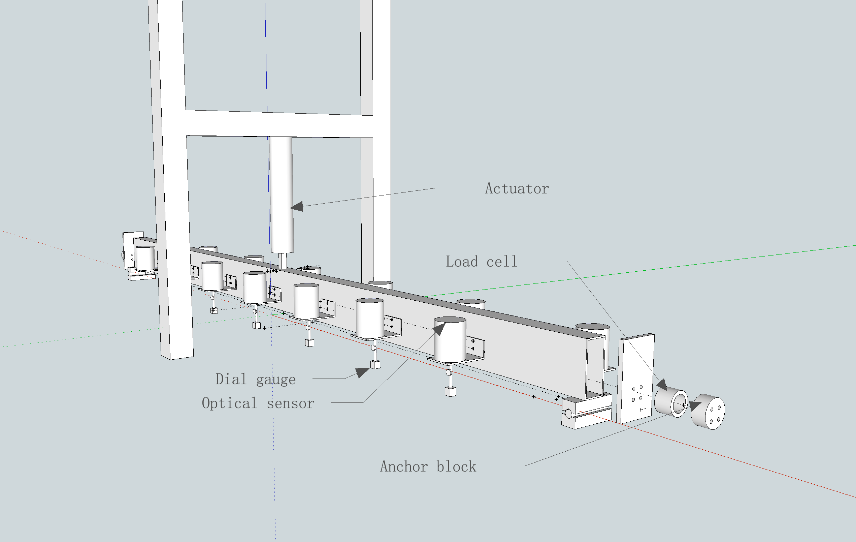 Actuator
Load cell
Dial gauge
Optical sensor
Anchor block